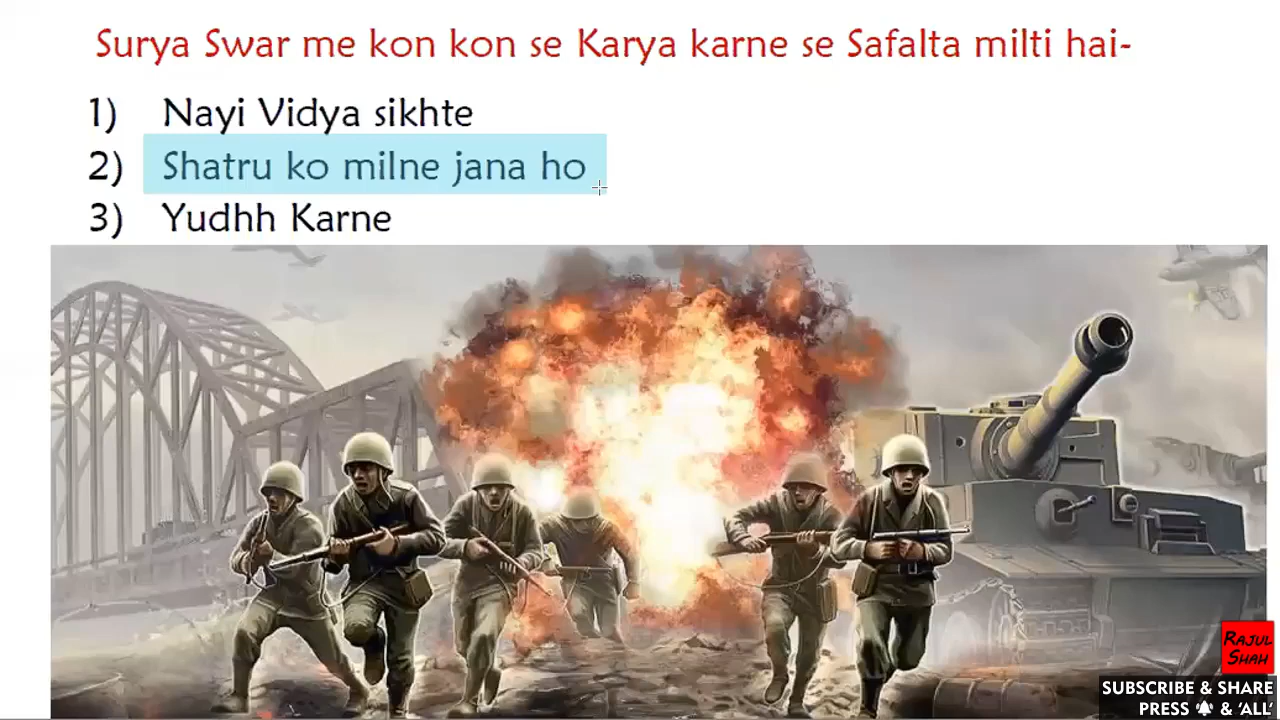 Surya Swar me kon kon se Karya karne se Safalta milti hai-
1) Nayi Vidya sikhte
2) Shatru ko milne jana ho
3) Yudhh Karne
RAJUL
SHAH
SUBSCRIBE & SHARE
PRESS & 'ALL'